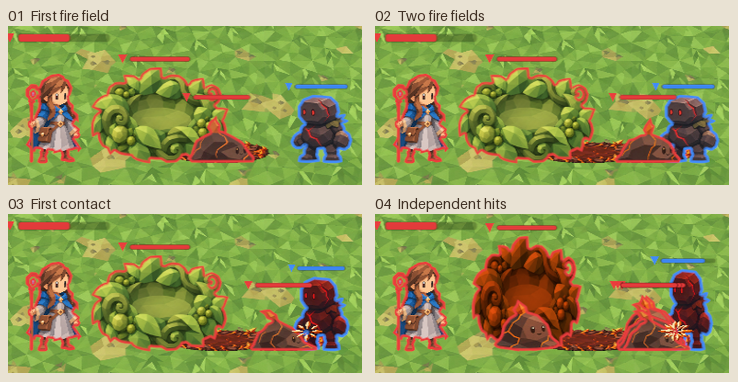 01 First fire field
02 Two fire fields
03 First contact
04 Independent hits